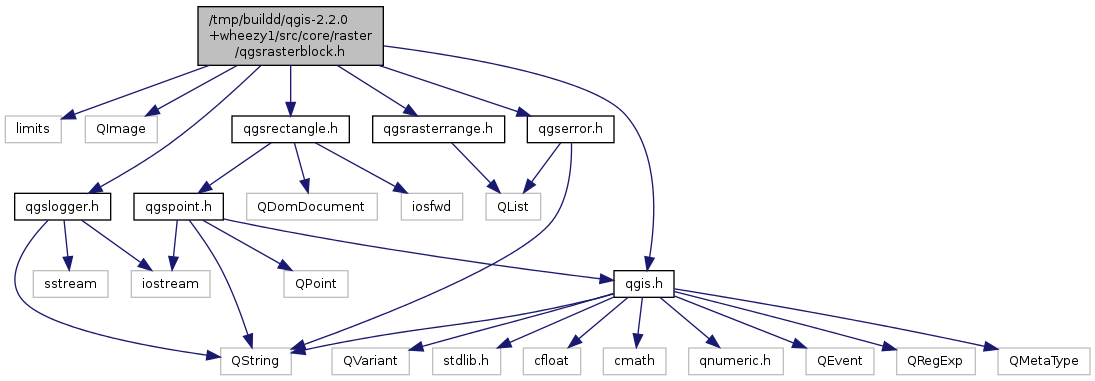 /tmp/buildd/qgis-2.2.0
+wheezy1/src/core/raster
/qgsrasterblock.h
limits
QImage
qgsrectangle.h
qgsrasterrange.h
qgserror.h
qgslogger.h
qgspoint.h
QDomDocument
iosfwd
QList
sstream
iostream
QPoint
qgis.h
QString
QVariant
stdlib.h
cfloat
cmath
qnumeric.h
QEvent
QRegExp
QMetaType